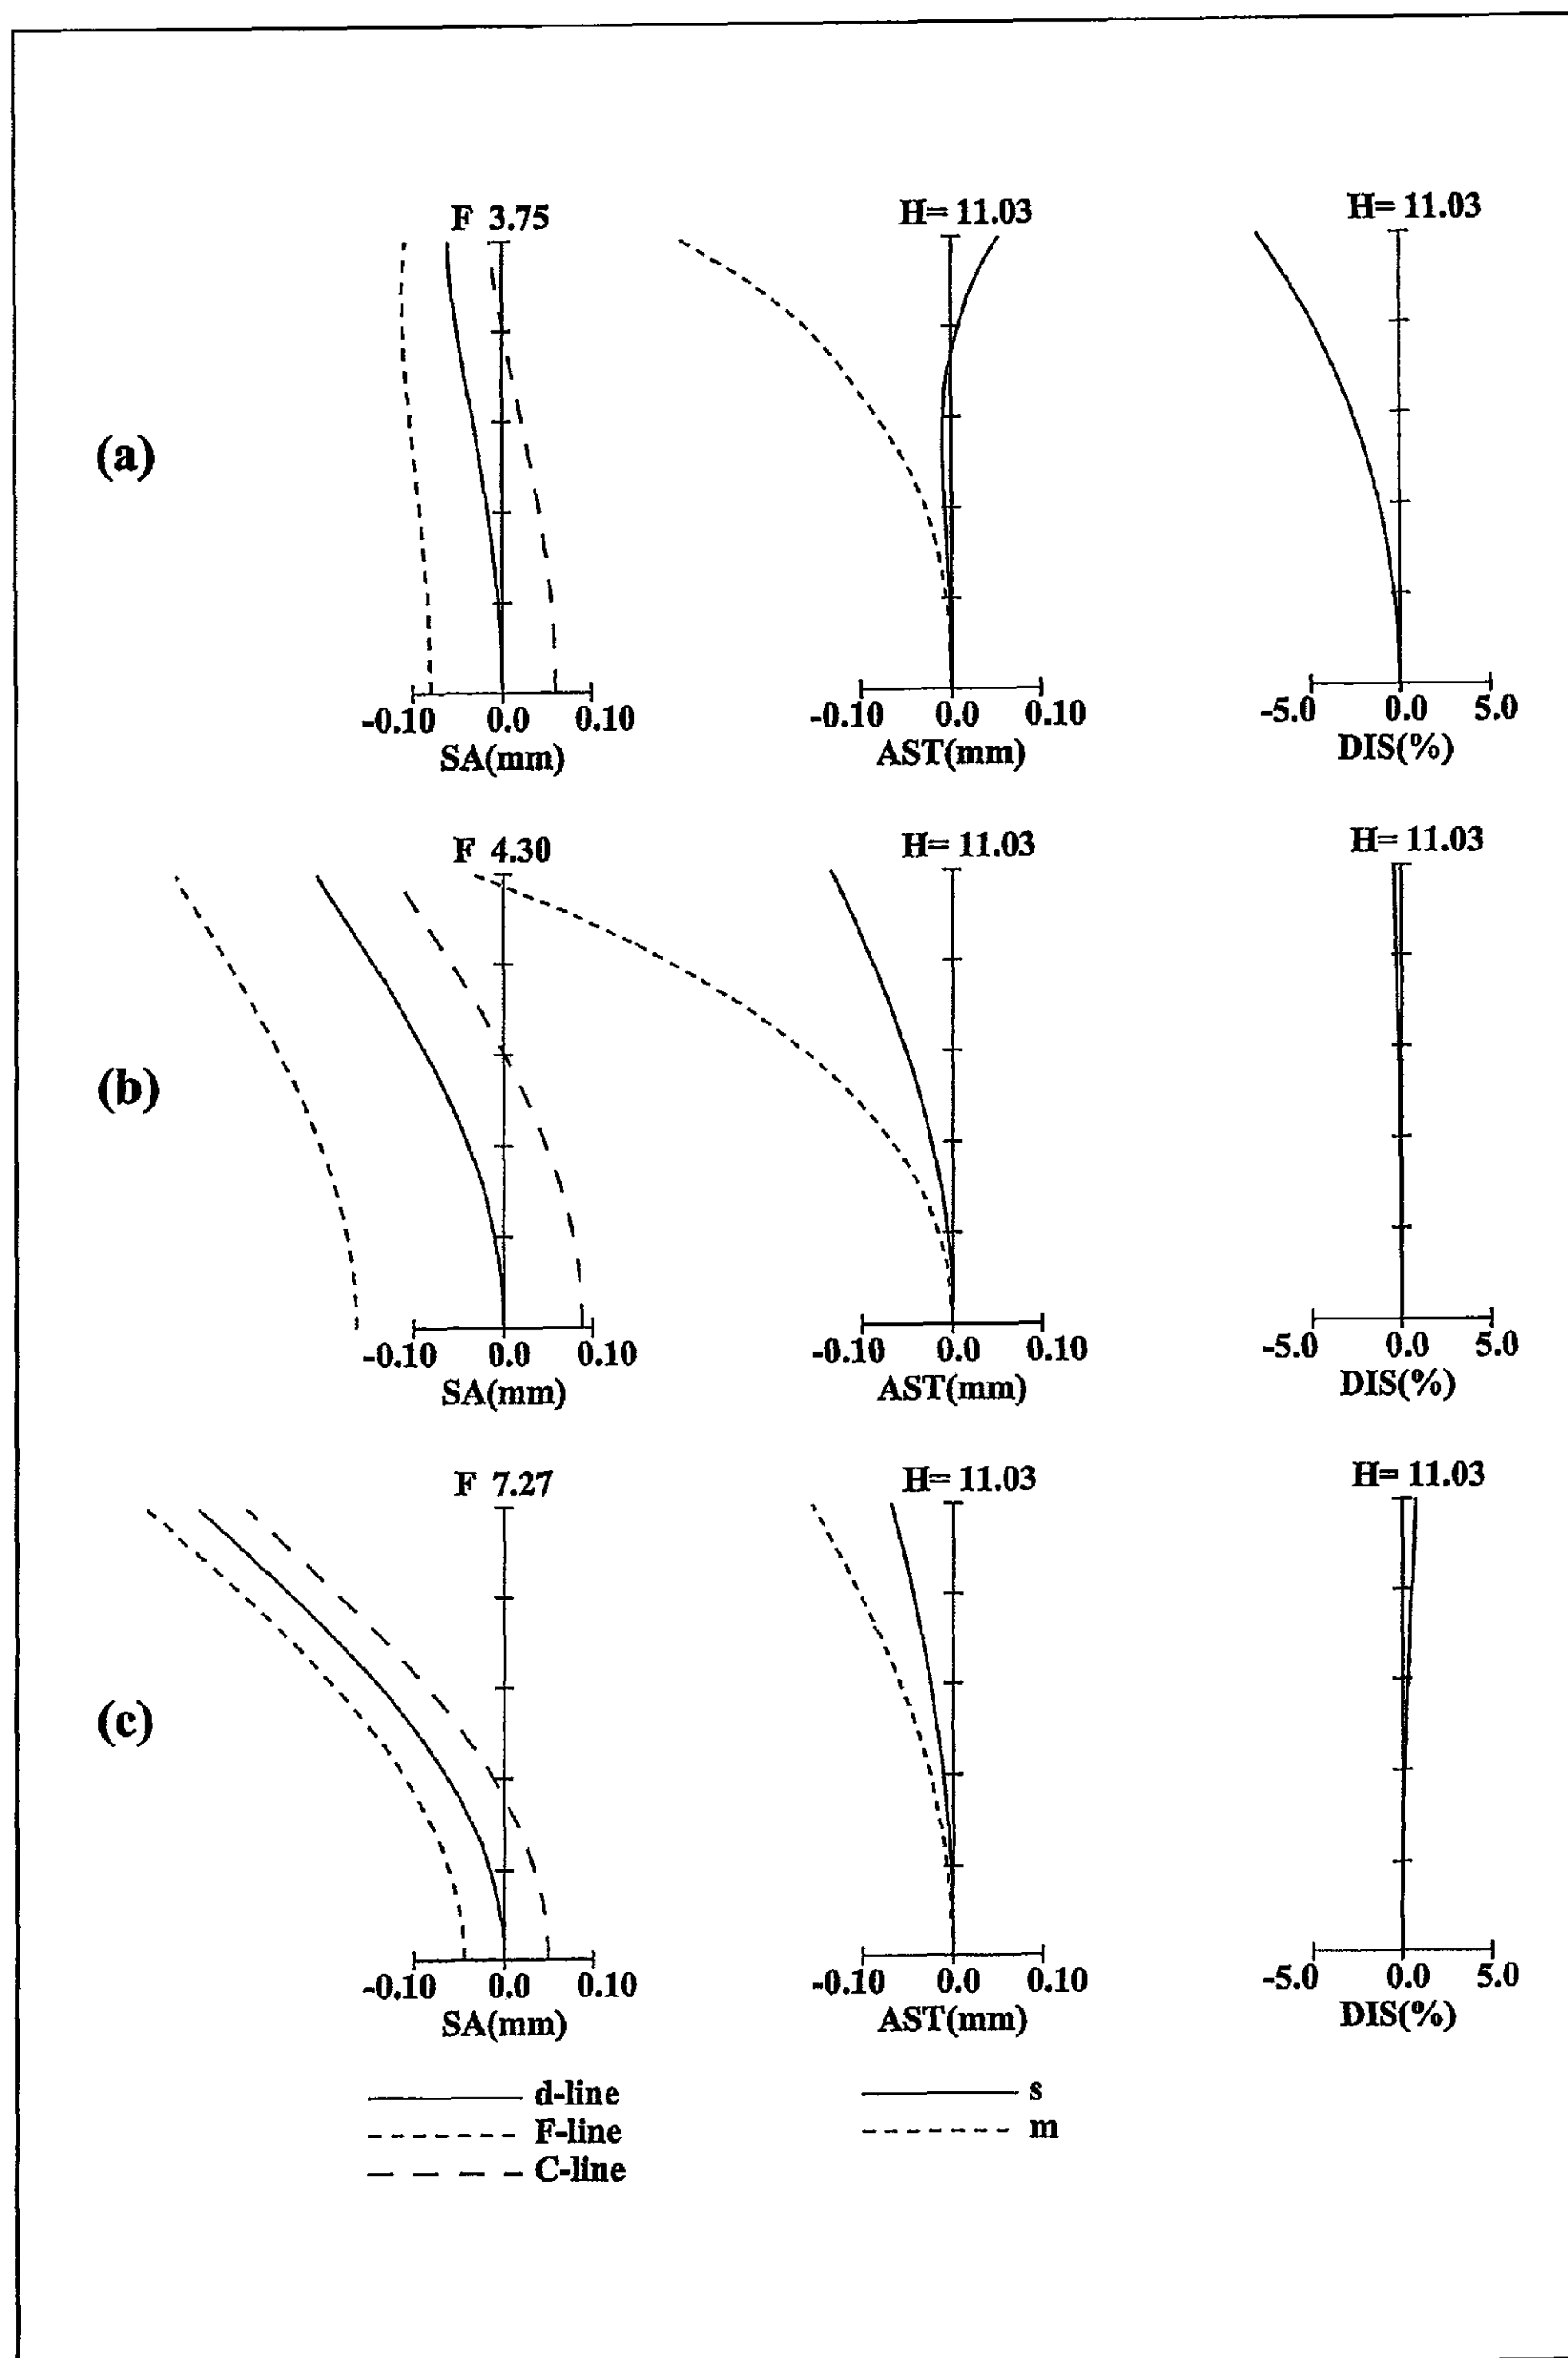 F 3.75 H= 11.03 H= 11.03
(a)
-0.10 0.0 0.10 -0.10 0.0 0.10 -5.0 0.0 5.0
SA(mm) AST(mm) DIS(%)
F 4.30 H= 11.03 H= 11.03
(b)
-0.10 0.0 0.10 -0.10 0.0 0.10 -5.0 0.0 5.0
SA(mm) AST(mm) DIS(%)
F 7.27 H= 11.03 H= 11.03
(c)
-0.10 0.0 0.10 -0.10 0.0 0.10 -5.0 0.0 5.0
SA(mm) AST(mm) DIS(%)
d-line s
F-line m
C-line